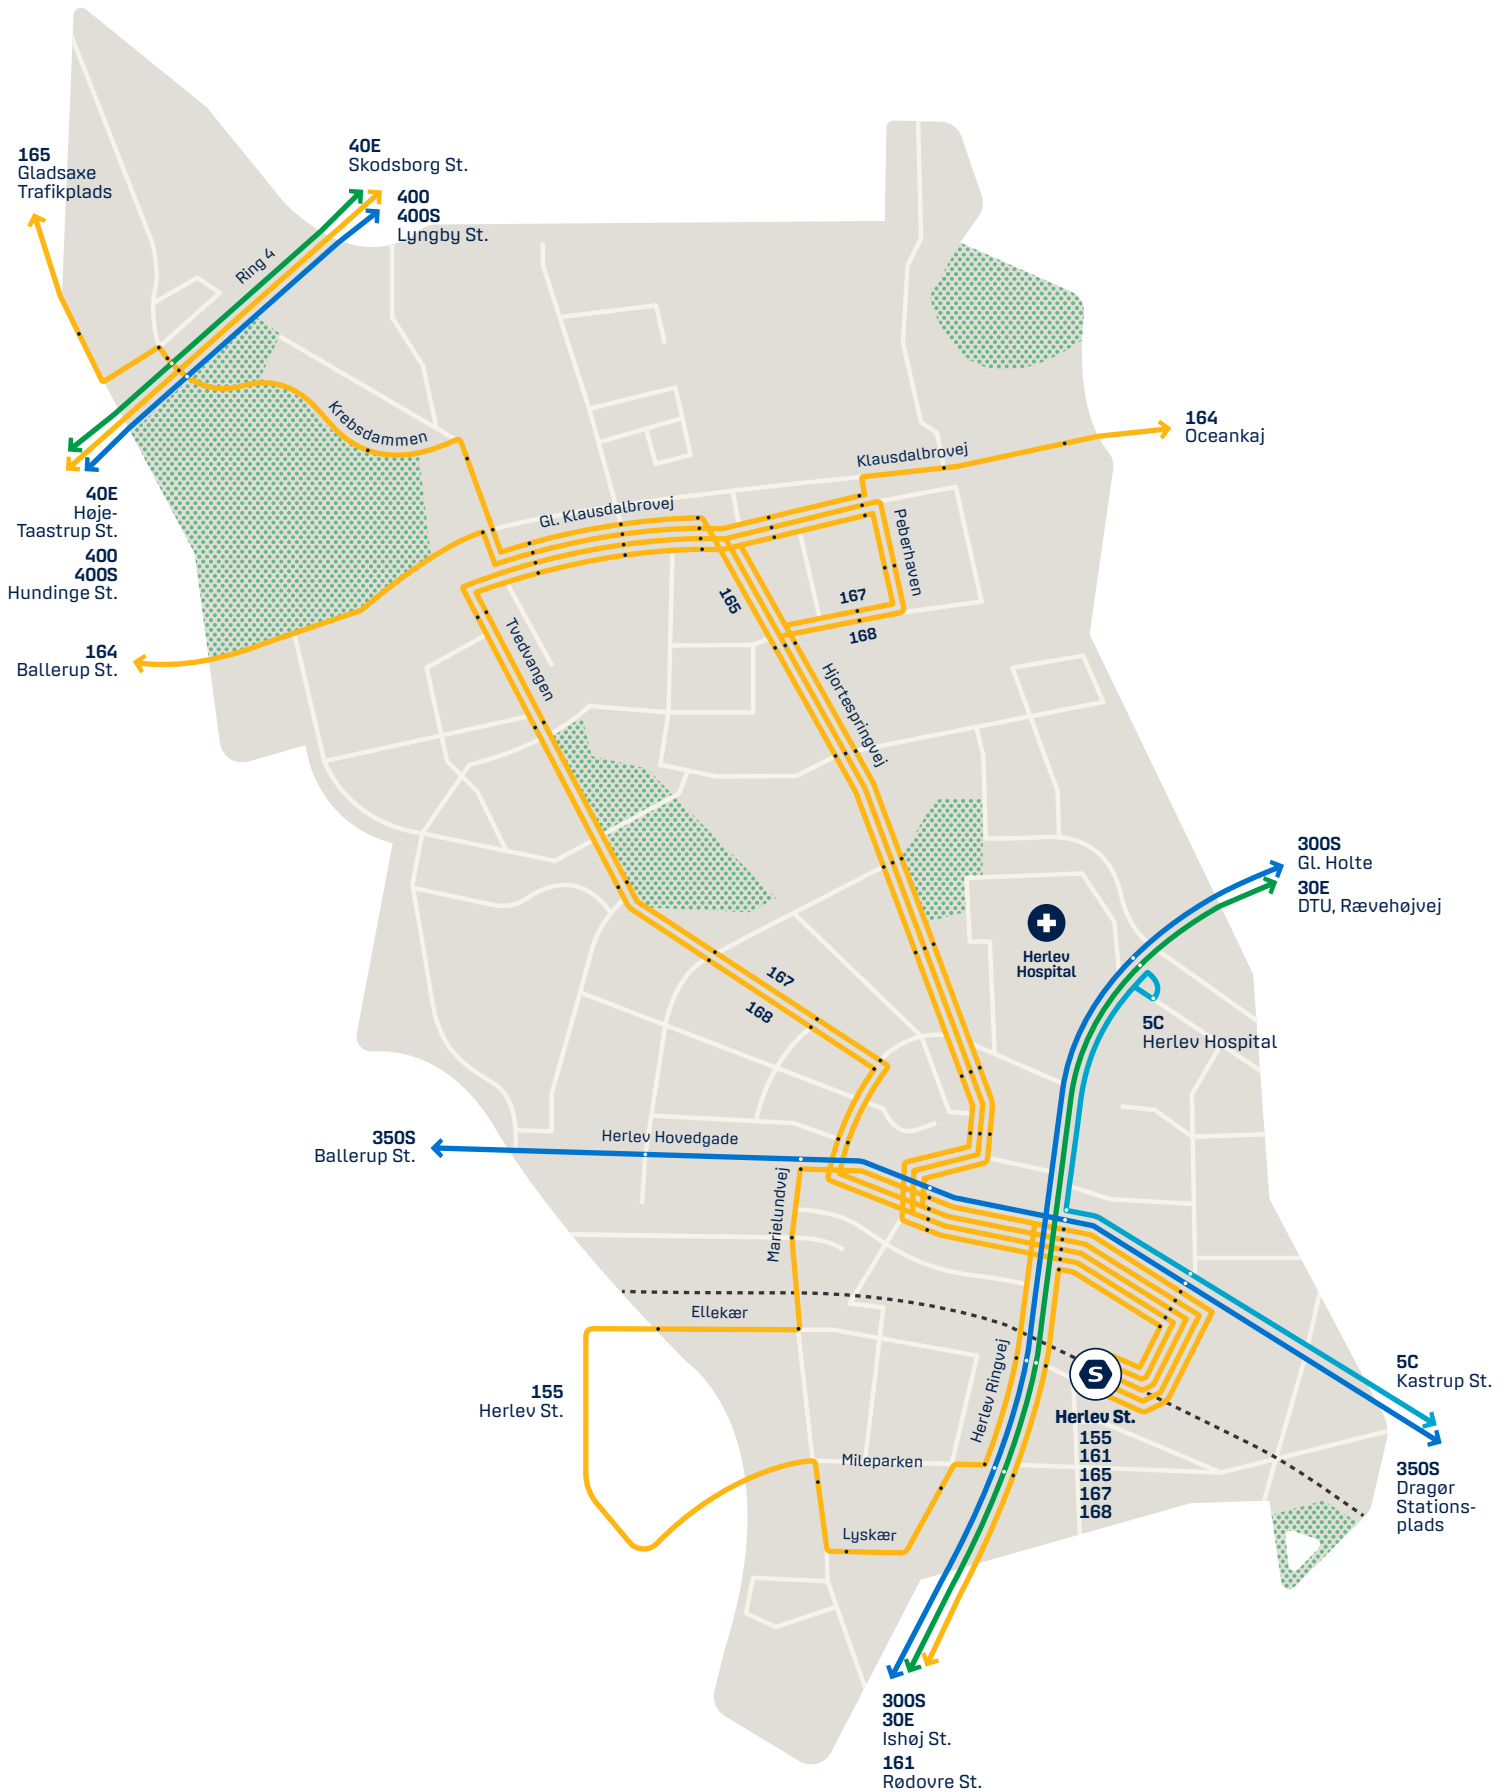 165
Gladsaxe
Trafikplads
40E
Skodsborg St.
400
400S
Lyngby St.
Ring 4
Krebsdammen
40E
Høje-
Taastrup St.
400
400S
Hundinge St.
164
Ballerup St.
Gl. Klausdalbrovej
Klausdalbrovej
164
Oceankaj
Peberhaven
165
167
168
Tvedvangen
Hjortespringvej
300S
Gl. Holte
30E
DTU, Rævehøjvej
Herlev
Hospital
167
168
5C
Herlev Hospital
350S
Ballerup St.
Herlev Hovedgade
Marielundvej
Ellekær
155
Herlev St.
Herlev Ringvej
S
Herlev St.
155
161
165
167
168
5C
Kastrup St.
350S
Dragør
Stations-
plads
Mileparken
Lyskær
300S
30E
Ishøj St.
161
Rødovre St.